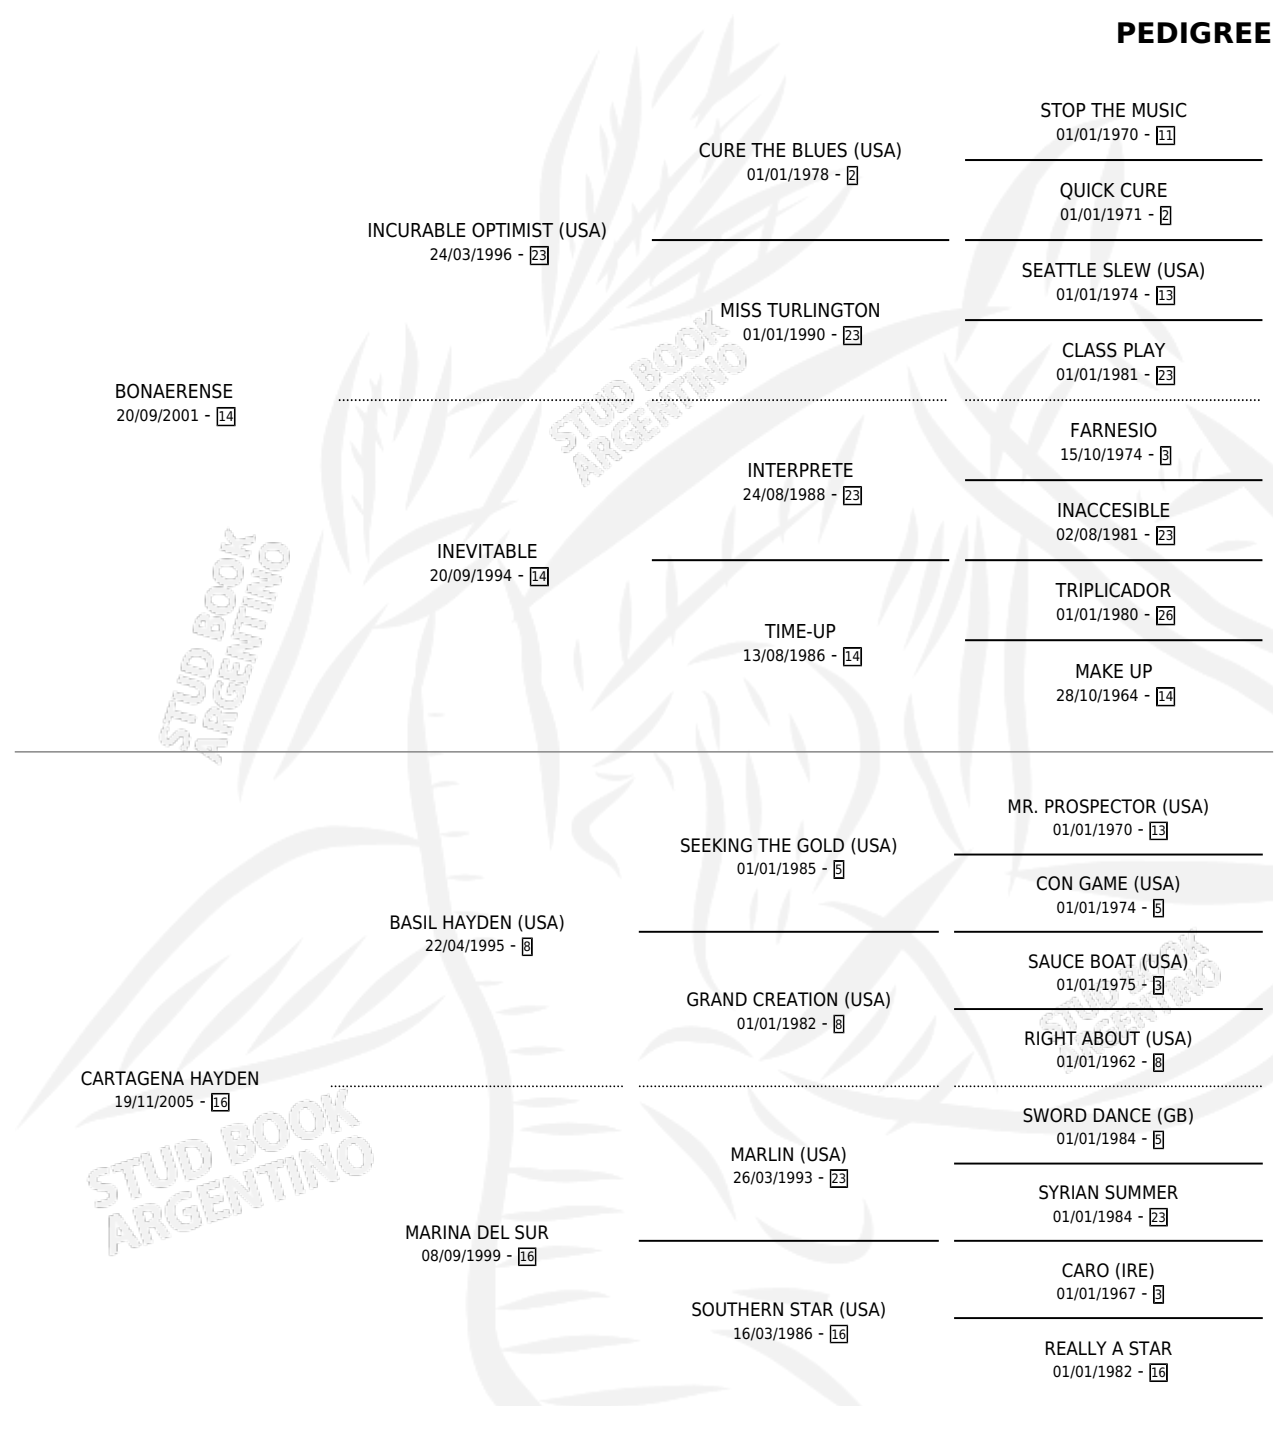 PEDIGREE
STOP THE MUSIC
01/01/1970 - 11
CURE THE BLUES (USA)
01/01/1978 - 2
QUICK CURE
01/01/1971 - 2
INCURABLE OPTIMIST (USA)
24/03/1996 - 23
SEATTLE SLEW (USA)
01/01/1974 - 13
MISS TURLINGTON
01/01/1990 - 23
CLASS PLAY
01/01/1981 - 23
BONAERENSE
20/09/2001 - 14
FARNESIO
15/10/1974 - 3
INTERPRETE
24/08/1988 - 23
INACCESIBLE
02/08/1981 - 23
INEVITABLE
20/09/1994 - 14
TRIPLICADOR
01/01/1980 - 26
TIME-UP
13/08/1986 - 14
MAKE UP
28/10/1964 - 14
MR. PROSPECTOR (USA)
01/01/1970 - 13
SEEKING THE GOLD (USA)
01/01/1985 - 5
CON GAME (USA)
01/01/1974 - 5
BASIL HAYDEN (USA)
22/04/1995 - 8
SAUCE BOAT (USA)
01/01/1975 - 3
GRAND CREATION (USA)
01/01/1982 - 8
RIGHT ABOUT (USA)
01/01/1962 - 8
CARTAGENA HAYDEN
19/11/2005 - 16
SWORD DANCE (GB)
01/01/1984 - 5
MARLIN (USA)
26/03/1993 - 23
SYRIAN SUMMER
01/01/1984 - 23
MARINA DEL SUR
08/09/1999 - 16
CARO (IRE)
01/01/1967 - 3
SOUTHERN STAR (USA)
16/03/1986 - 16
REALLY A STAR
01/01/1982 - 16
STUD BOOK
ARGENTINO
STUD BOOK
ARGENTINO
STUD BOOK
ARGENTINO
STUD BOOK
ARGENTINO